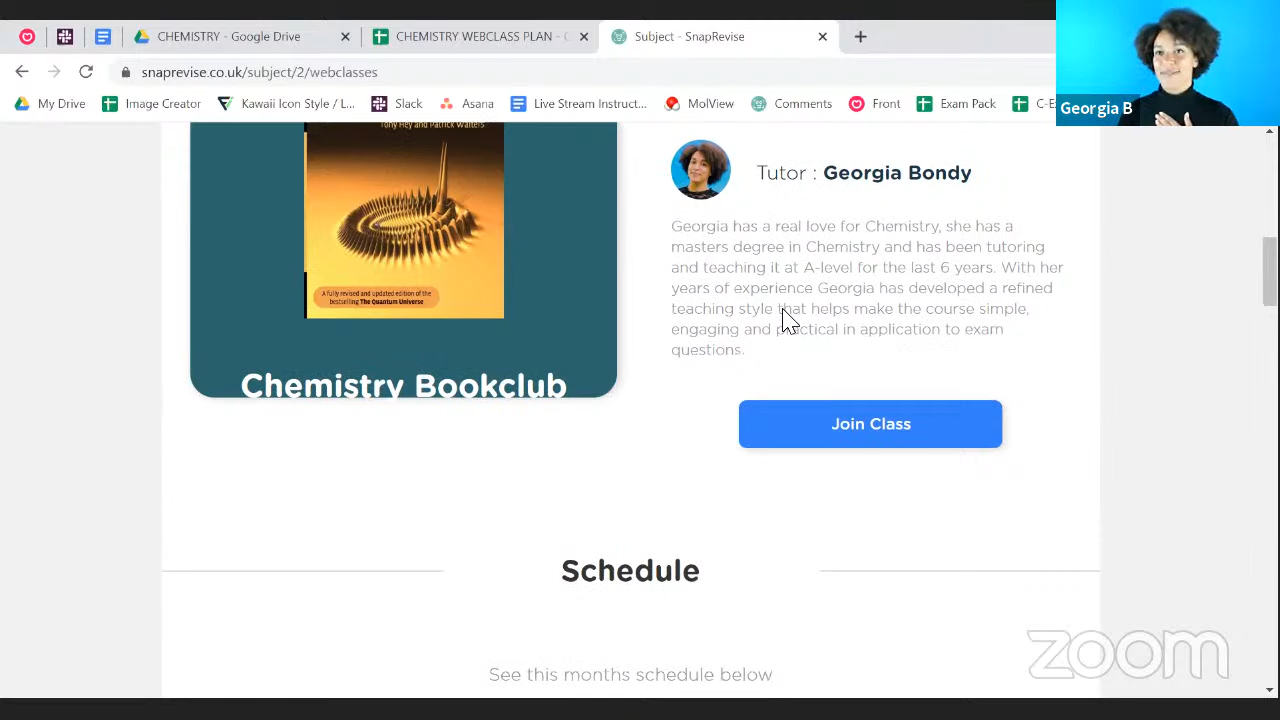 CHEMISTRY - Google Drive
CHEMISTRY WEBCLASS PLAN -
Subject - SnapRevise
snaprevise.co.uk/subject/2/webclasses
My Drive
Image Creator
Kawaii Icon Style / L...
Slack
Asana
Live Stream Instruct...
MolView
Comments
Front
Exam Pack
Georgia B
Tony Hey and Patrick Walters
A fully revised and updated edition of the
bestselling The Quantum Universe
Chemistry Bookclub
Tutor : Georgia Bondy
Georgia has a real love for Chemistry, she has a
masters degree in Chemistry and has been tutoring
and teaching it at A-level for the last 6 years. With her
years of experience Georgia has developed a refined
teaching style that helps make the course simple,
engaging and practical in application to exam
questions.
Join Class
Schedule
See this months schedule below
zoom